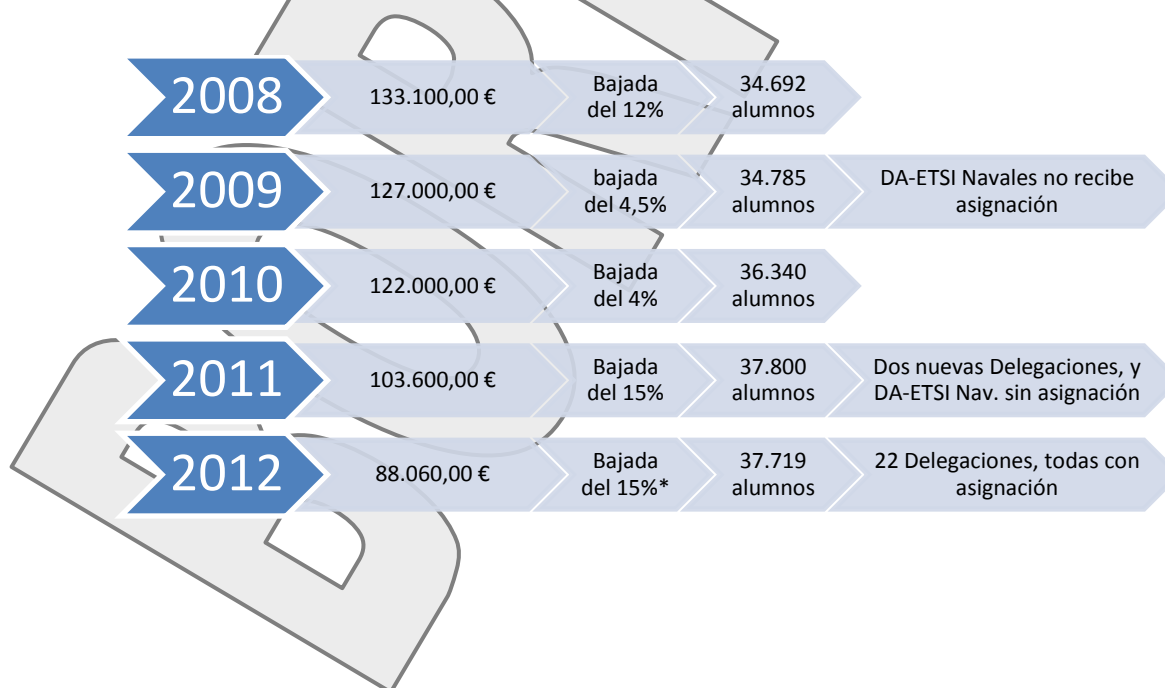 2008
133.100,00 €
Bajada
del 12%
34.692
alumnos
2009
127.000,00 €
bajada
del 4,5%
34.785
alumnos
DA-ETSI Navales no recibe
asignación
2010
122.000,00 €
Bajada
del 4%
36.340
alumnos
2011
103.600,00 €
Bajada
del 15%
37.800
alumnos
Dos nuevas Delegaciones, y
DA-ETSI Nav. sin asignación
2012
88.060,00 €
Bajada
del 15%*
37.719
alumnos
22 Delegaciones, todas con
asignación